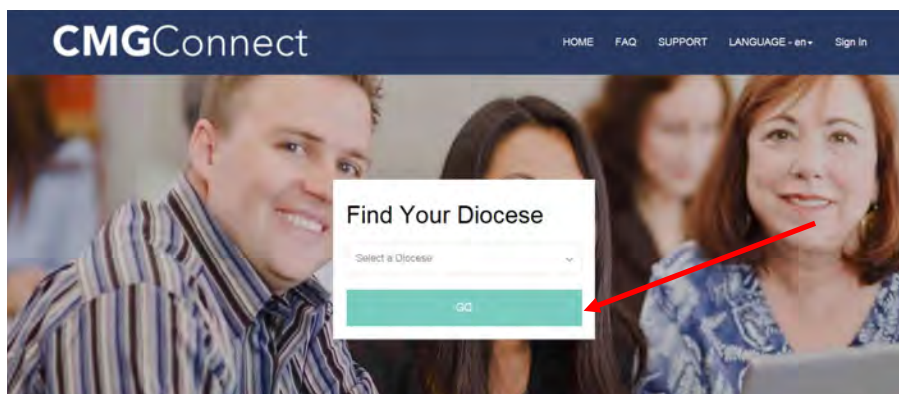 CMGConnect
HOME FAQ SUPPORT LANGUAGE - en Sign In
Find Your Diocese
Select a Diocese
GO